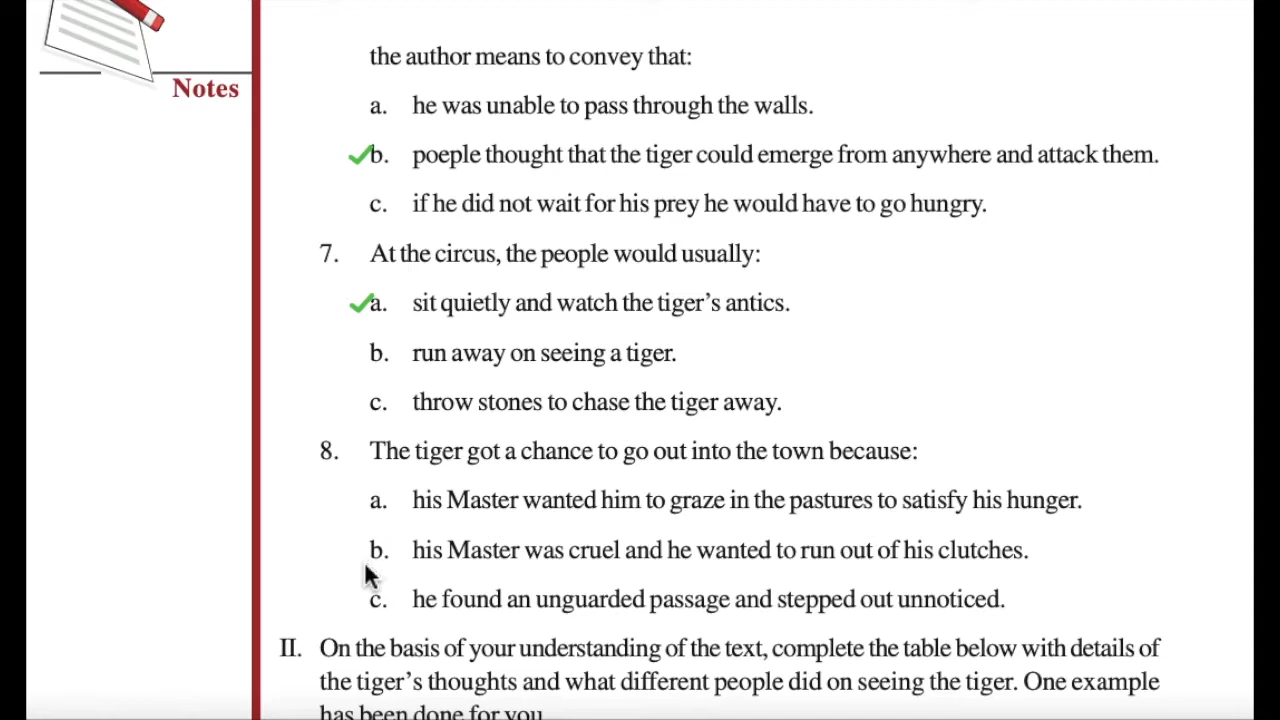 Notes
the author means to convey that:
a. he was unable to pass through the walls.
b. poeple thought that the tiger could emerge from anywhere and attack them.
c. if he did not wait for his prey he would have to go hungry.
7. At the circus, the people would usually:
a. sit quietly and watch the tiger's antics.
b. run away on seeing a tiger.
c. throw stones to chase the tiger away.
8. The tiger got a chance to go out into the town because:
a. his Master wanted him to graze in the pastures to satisfy his hunger.
b. his Master was cruel and he wanted to run out of his clutches.
c. he found an unguarded passage and stepped out unnoticed.
II. On the basis of your understanding of the text, complete the table below with details of
the tiger's thoughts and what different people did on seeing the tiger. One example
has been done for you